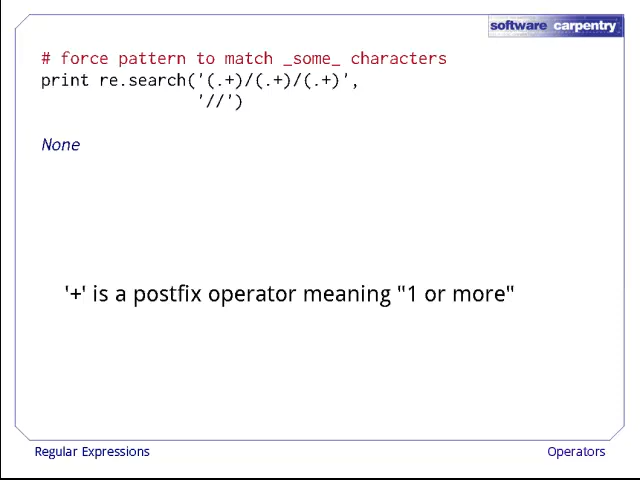 software carpentry
# force pattern to match _some_ characters
print re.search('(.+)/(.+)/(.+)',
'//')
None
'+' is a postfix operator meaning "1 or more"
Regular Expressions
Operators